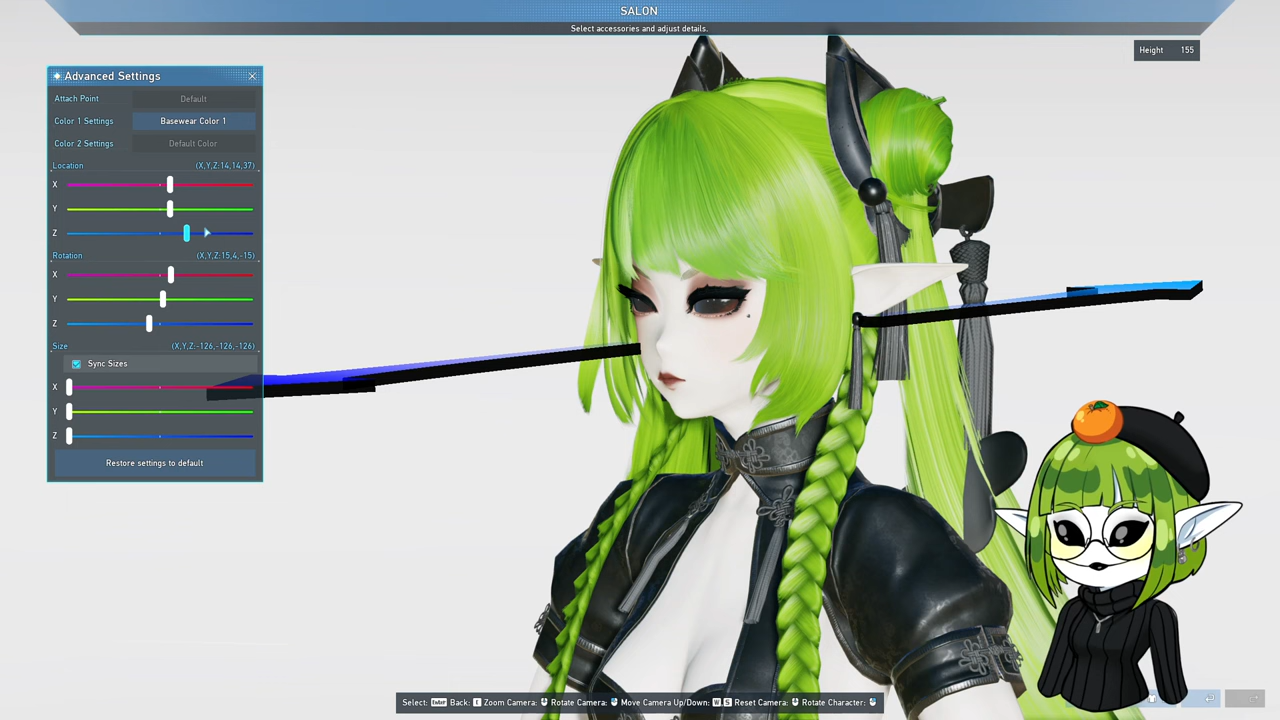 SALON
Select accessories and adjust details.
Height 155
Advanced Settings
Attach Point Default
Color 1 Settings Basewear Color 1
Color 2 Settings Default Color
Location (X,Y,Z:14,14,37)
X
Y
Z
Rotation (X,Y,Z:15,4,-15)
X
Y
Z
Size (X,Y,Z:-126,-126,-126)
Sync Sizes
X
Y
Z
Restore settings to default
Select: Enter Back: E Zoom Camera: Rotate Camera: Move Camera Up/Down: W S Reset Camera: Rotate Character: